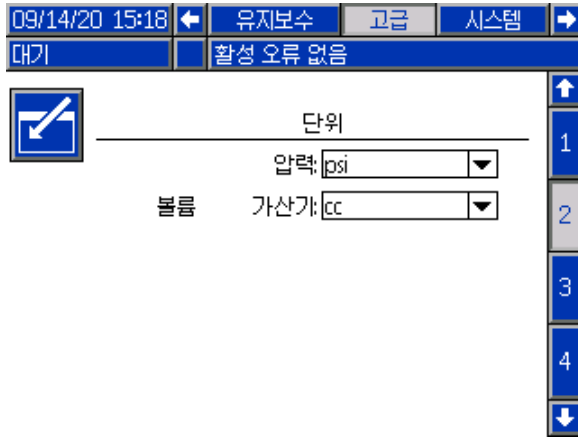 09/14/20 15:18 유지보수 고급 시스템
대기 활성 오류 없음
단위
압력: psi
볼륨 가산기: cc
1
2
3
4